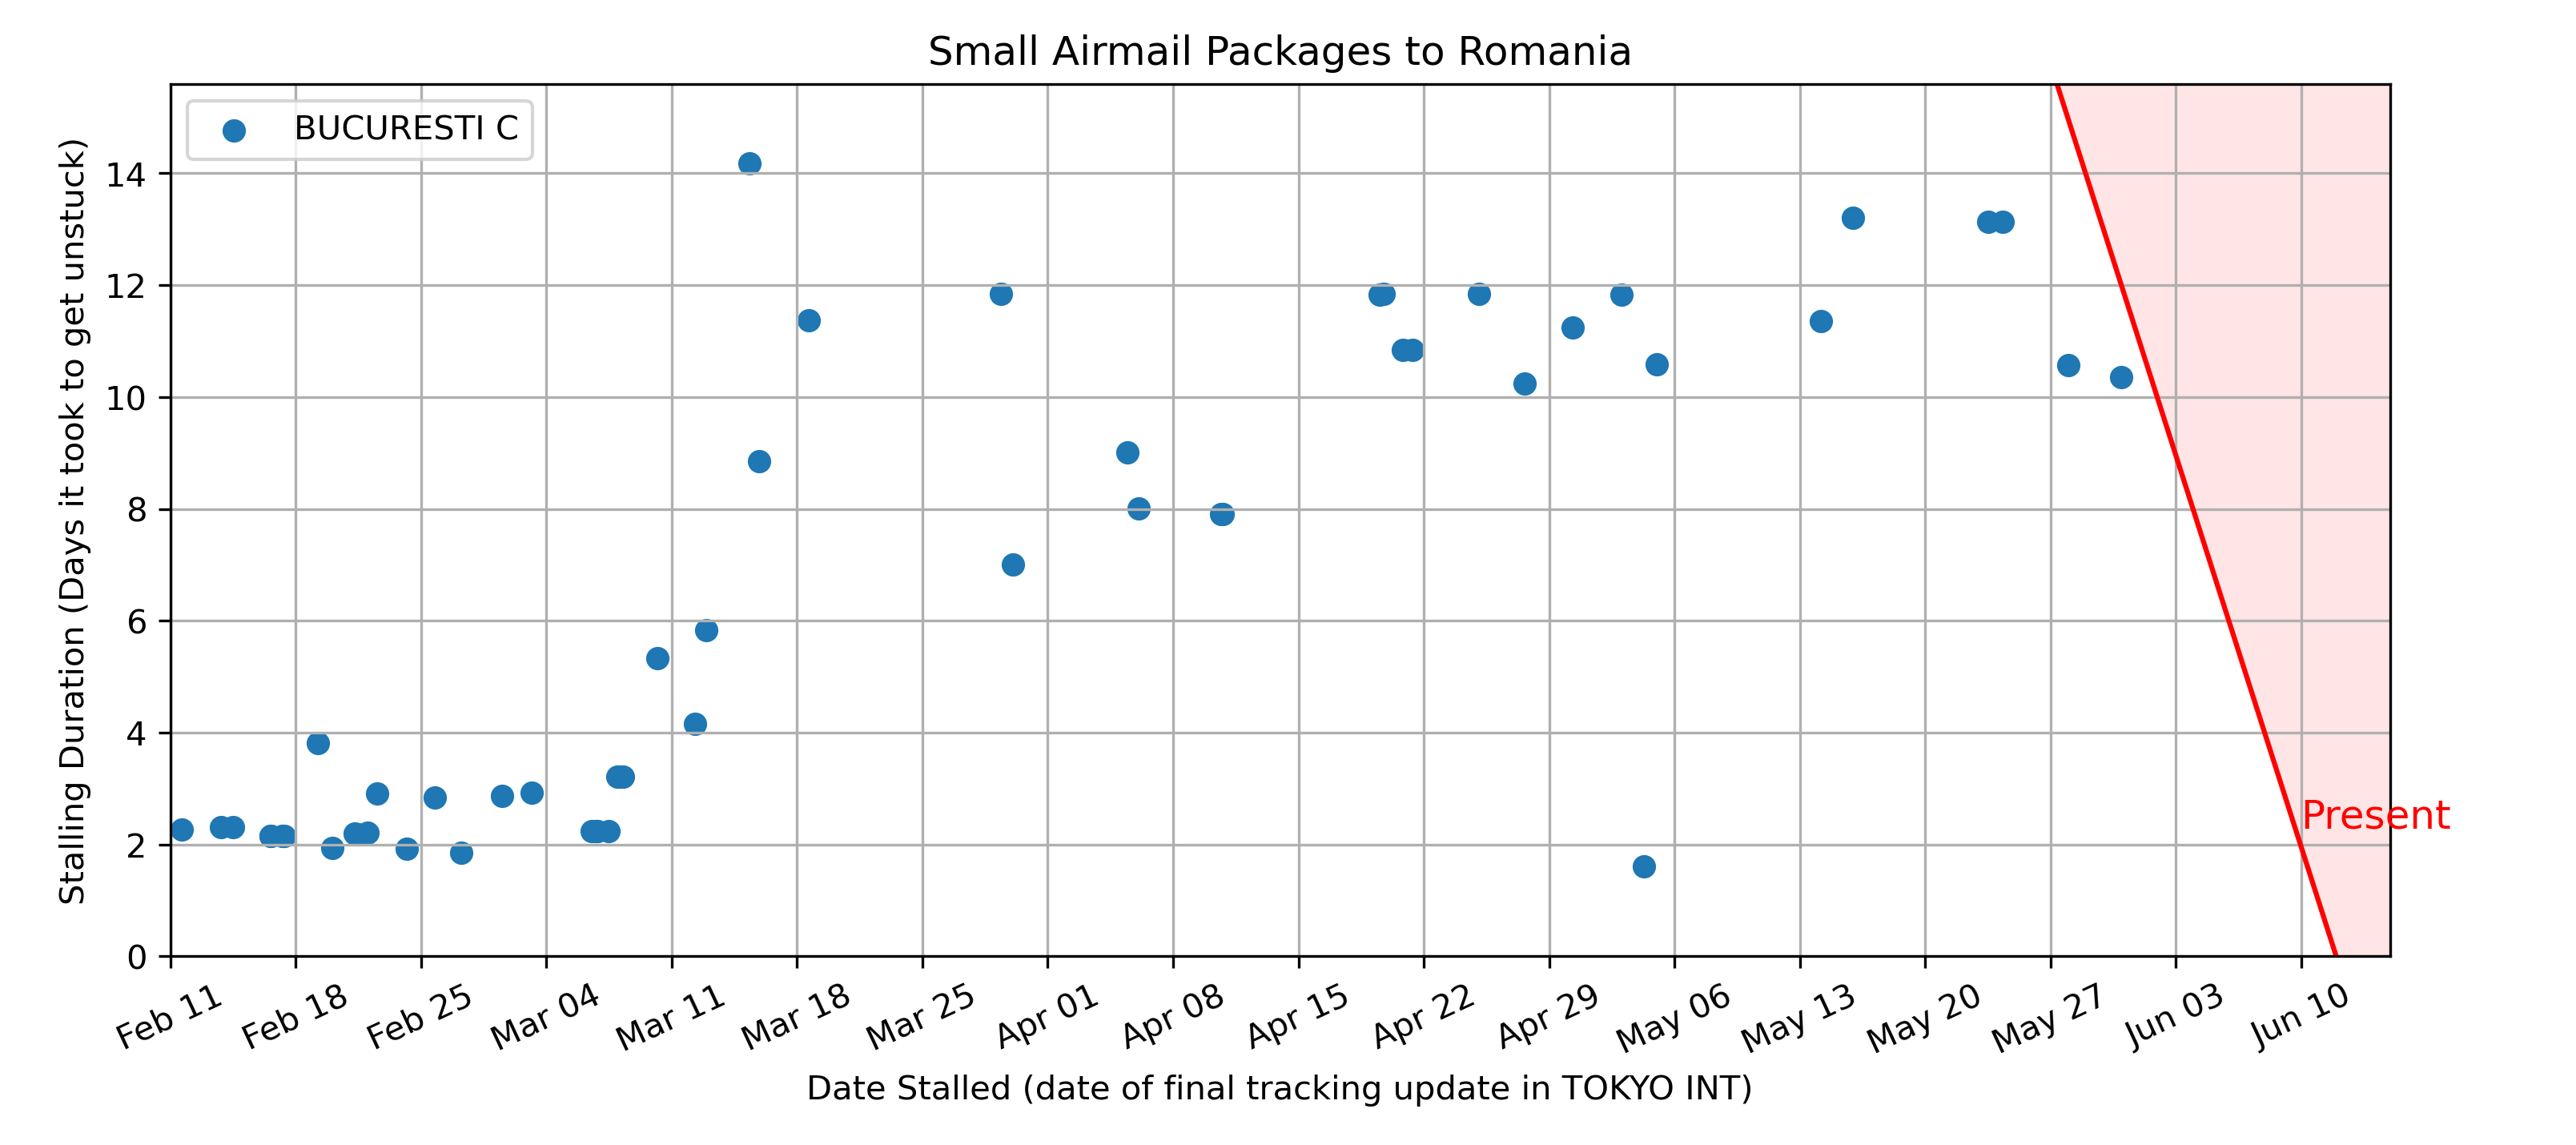 Small Airmail Packages to Romania
BUCURESTI C
Stalling Duration (Days it took to get unstuck)
14
12
10
8
6
4
2
0
Present
Feb 11
Feb 18
Feb 25
Mar 04
Mar 11
Mar 18
Mar 25
Apr 01
Apr 08
Apr 15
Apr 22
Apr 29
May 06
May 13
May 20
May 27
Jun 03
Jun 10
Date Stalled (date of final tracking update in TOKYO INT)